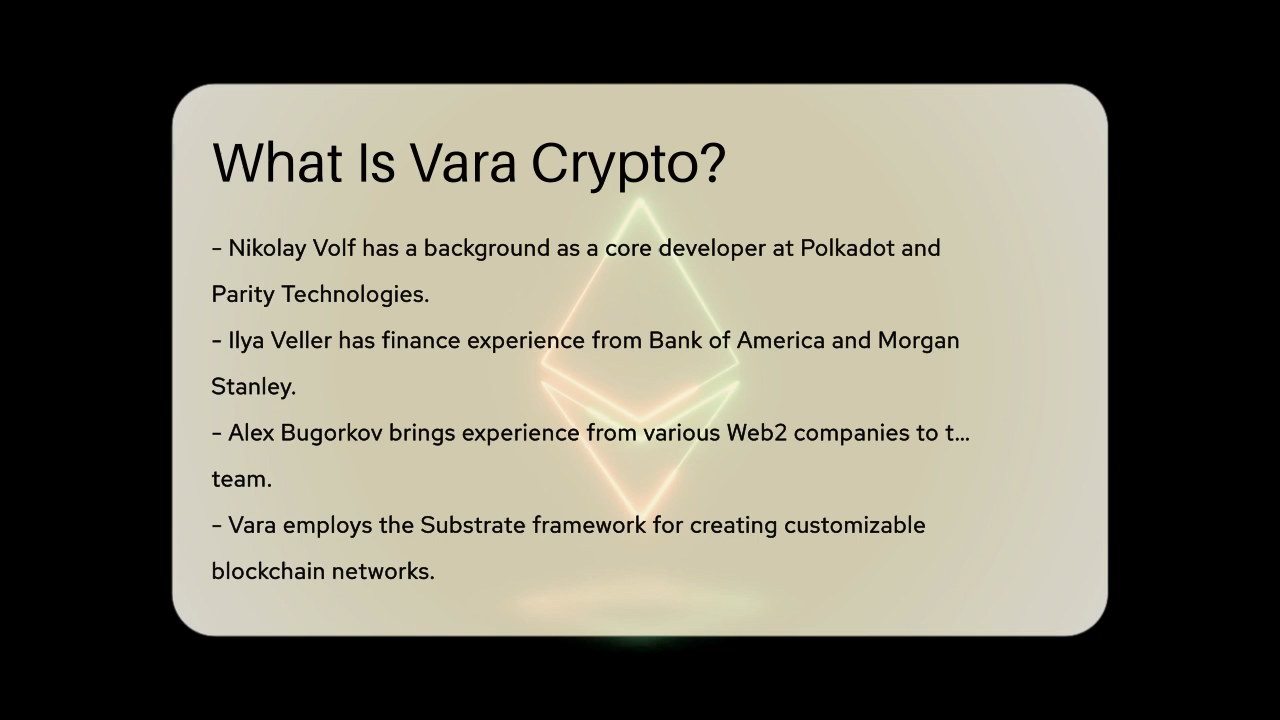 What Is Vara Crypto?
– Nikolay Volf has a background as a core developer at Polkadot and
Parity Technologies.
– Ilya Veller has finance experience from Bank of America and Morgan
Stanley.
– Alex Bugorkov brings experience from various Web2 companies to t...
team.
– Vara employs the Substrate framework for creating customizable
blockchain networks.